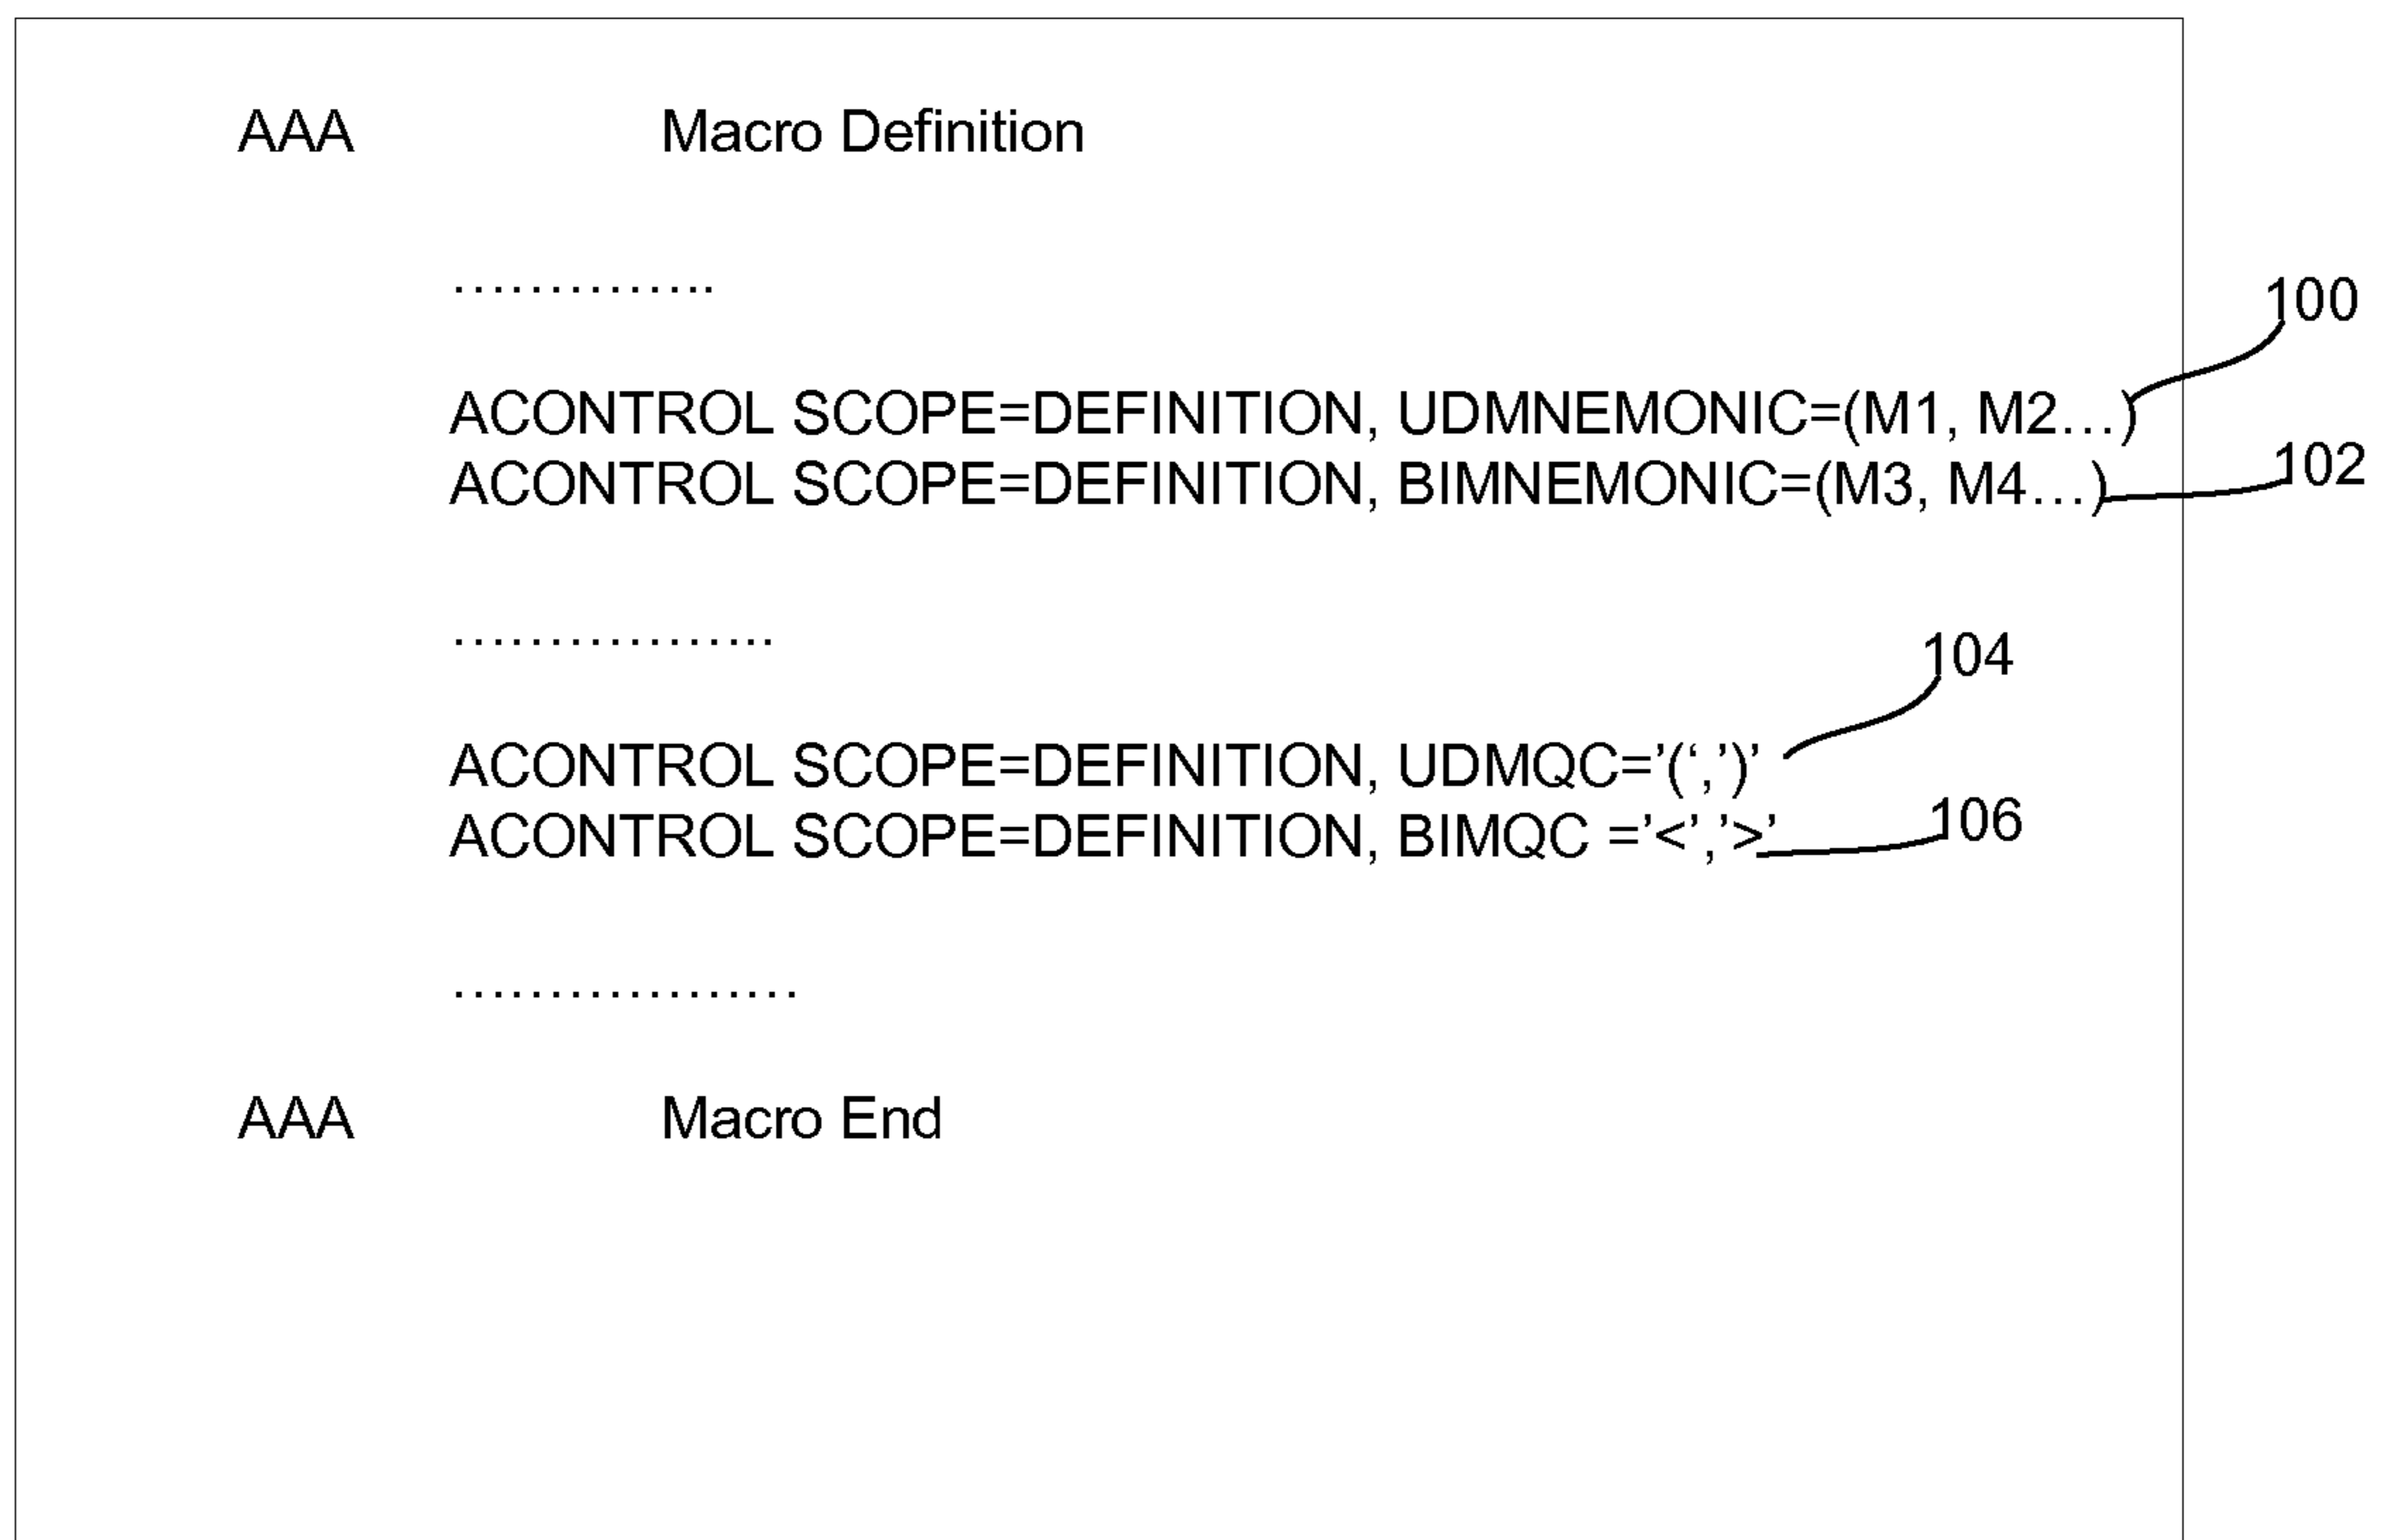 AAA Macro Definition
…………..
100
ACONTROL SCOPE=DEFINITION, UDMNEMONIC=(M1, M2…)
ACONTROL SCOPE=DEFINITION, BIMNEMONIC=(M3, M4…)
102
……………..
104
ACONTROL SCOPE=DEFINITION, UDMQC=’(‘,’)’
ACONTROL SCOPE=DEFINITION, BIMQC =’<’,’>’
106
………………
AAA Macro End